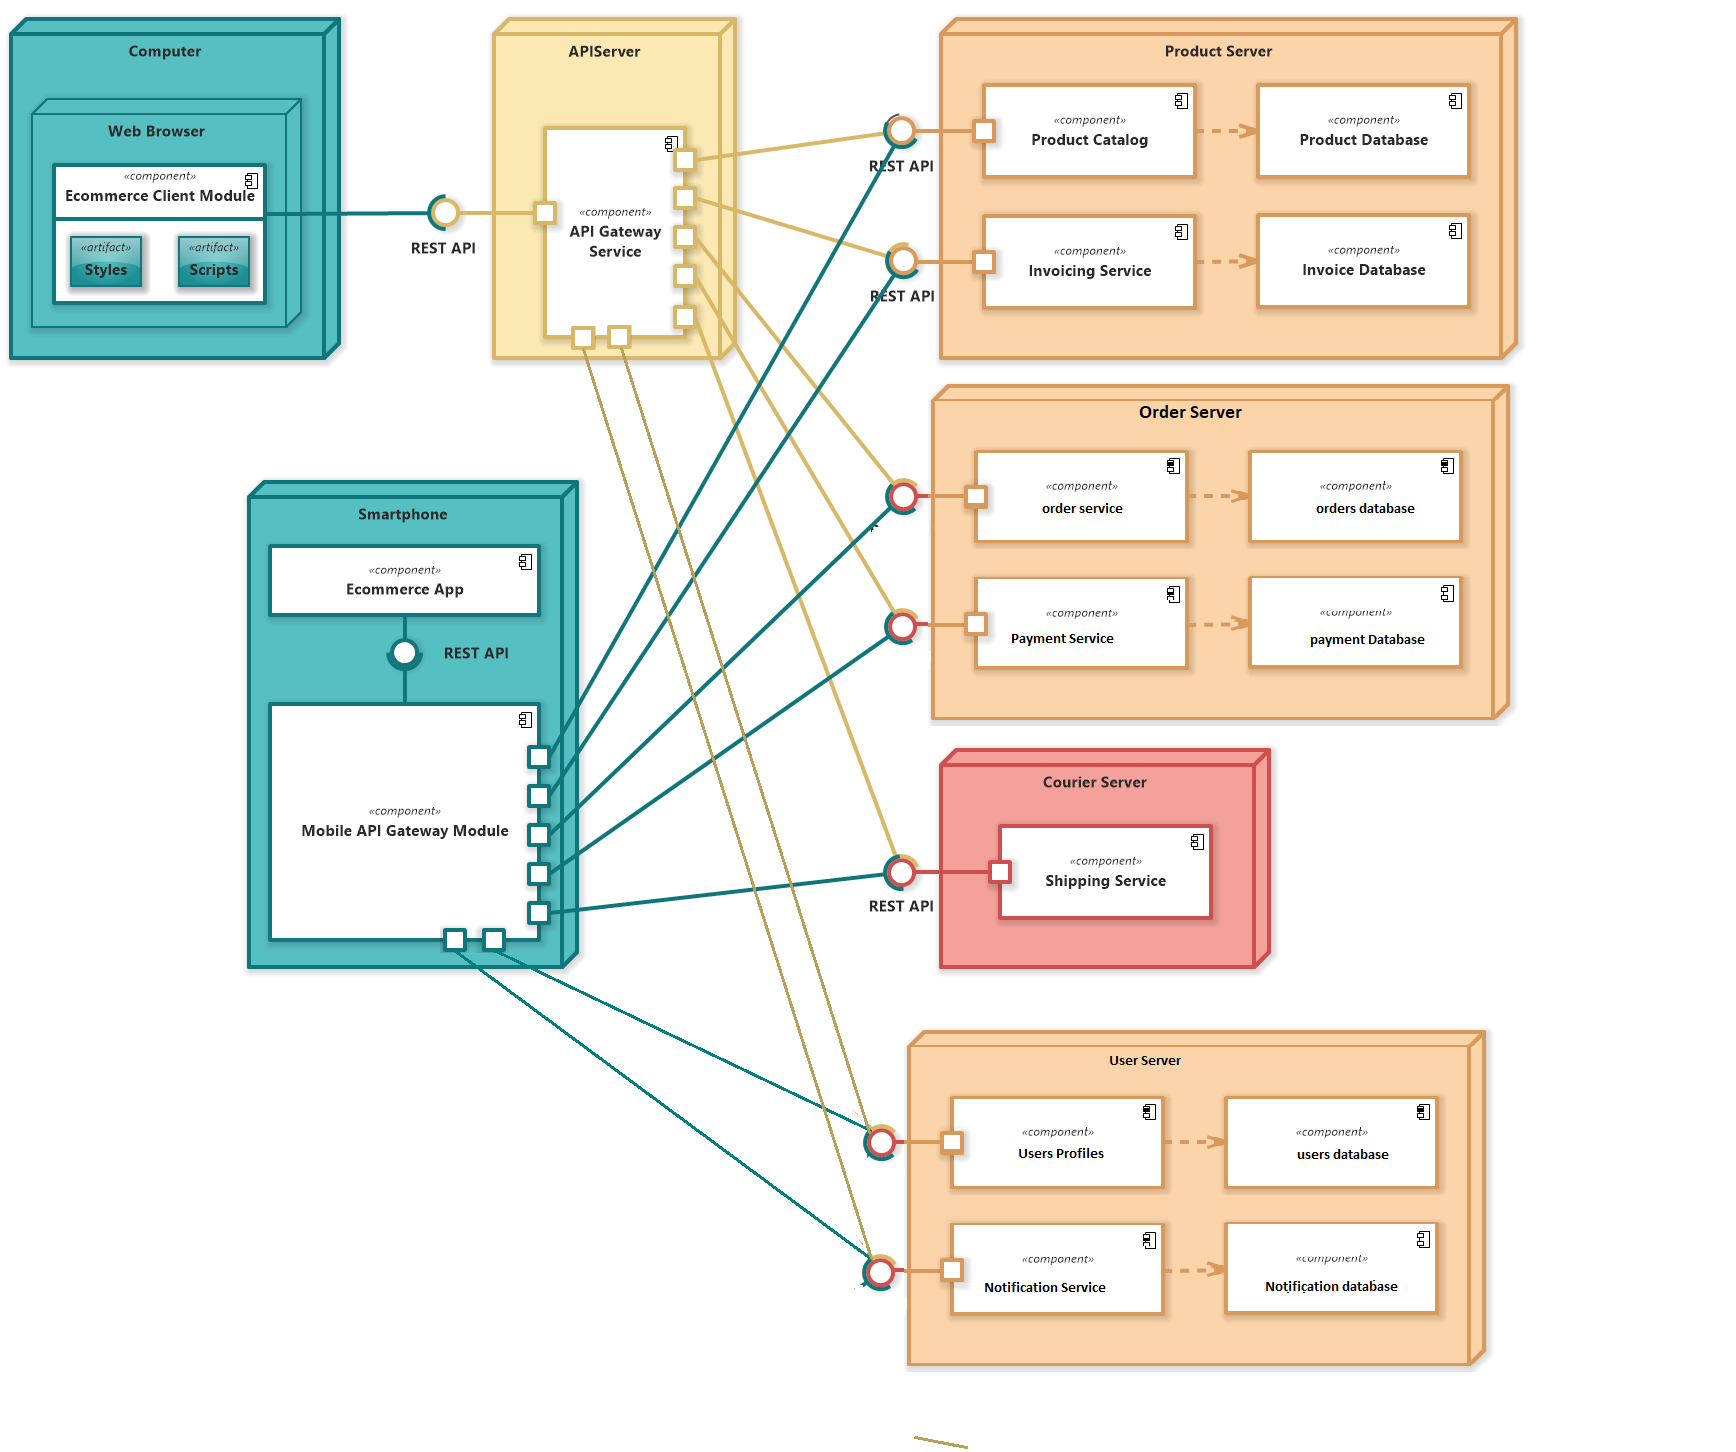 Computer
Web Browser
«component»
Ecommerce Client Module
«artifact»
Styles
«artifact»
Scripts
REST API
APIServer
«component»
API Gateway
Service
Product Server
REST API
«component»
Product Catalog
«component»
Product Database
REST API
«component»
Invoicing Service
«component»
Invoice Database
Order Server
«component»
order service
«component»
orders database
«component»
Payment Service
«component»
payment Database
Smartphone
«component»
Ecommerce App
REST API
«component»
Mobile API Gateway Module
Courier Server
REST API
«component»
Shipping Service
User Server
«component»
Users Profiles
«component»
users database
«component»
Notification Service
«component»
Notification database